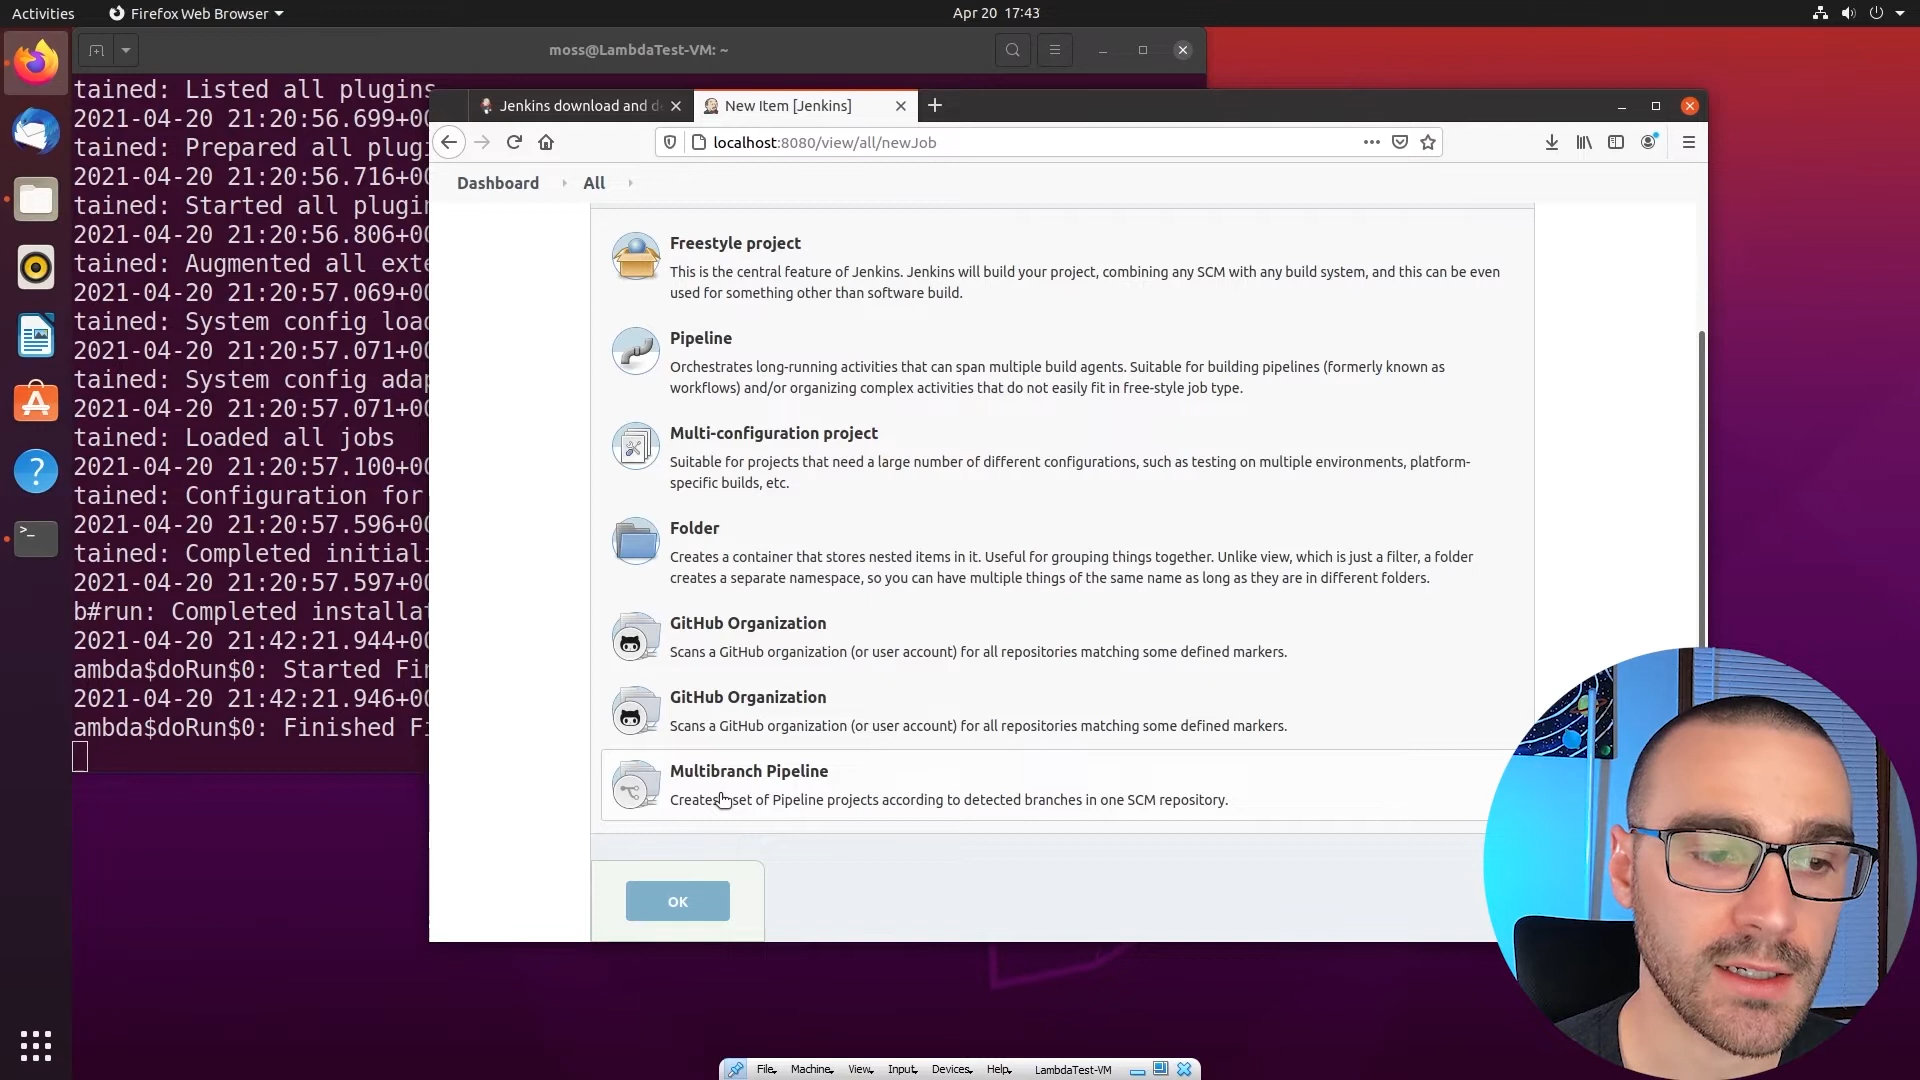 Activities
Firefox Web Browser
Apr 20 17:43
moss@LambdaTest-VM: ~
tained: Listed all plugins
2021-04-20 21:20:56.699+00
tained: Prepared all plugi
2021-04-20 21:20:56.716+00
tained: Started all plugin
2021-04-20 21:20:56.806+00
tained: Augmented all exte
2021-04-20 21:20:57.069+00
tained: System config load
2021-04-20 21:20:57.071+00
tained: System config adap
2021-04-20 21:20:57.071+00
tained: Loaded all jobs
2021-04-20 21:20:57.100+00
tained: Configuration for
2021-04-20 21:20:57.596+00
tained: Completed initiali
2021-04-20 21:20:57.597+00
b#run: Completed installat
2021-04-20 21:42:21.944+00
ambda$doRun$0: Started Fin
2021-04-20 21:42:21.946+00
ambda$doRun$0: Finished Fi
Jenkins download and de
New Item [Jenkins]
localhost:8080/view/all/newJob
Dashboard
All
Freestyle project
This is the central feature of Jenkins. Jenkins will build your project, combining any SCM with any build system, and this can be even
used for something other than software build.
Pipeline
Orchestrates long-running activities that can span multiple build agents. Suitable for building pipelines (formerly known as
workflows) and/or organizing complex activities that do not easily fit in free-style job type.
Multi-configuration project
Suitable for projects that need a large number of different configurations, such as testing on multiple environments, platform-
specific builds, etc.
Folder
Creates a container that stores nested items in it. Useful for grouping things together. Unlike view, which is just a filter, a folder
creates a separate namespace, so you can have multiple things of the same name as long as they are in different folders.
GitHub Organization
Scans a GitHub organization (or user account) for all repositories matching some defined markers.
GitHub Organization
Scans a GitHub organization (or user account) for all repositories matching some defined markers.
Multibranch Pipeline
Creates set of Pipeline projects according to detected branches in one SCM repository.
OK
File
Machine
View
Input
Devices
Help
LambdaTest-VM